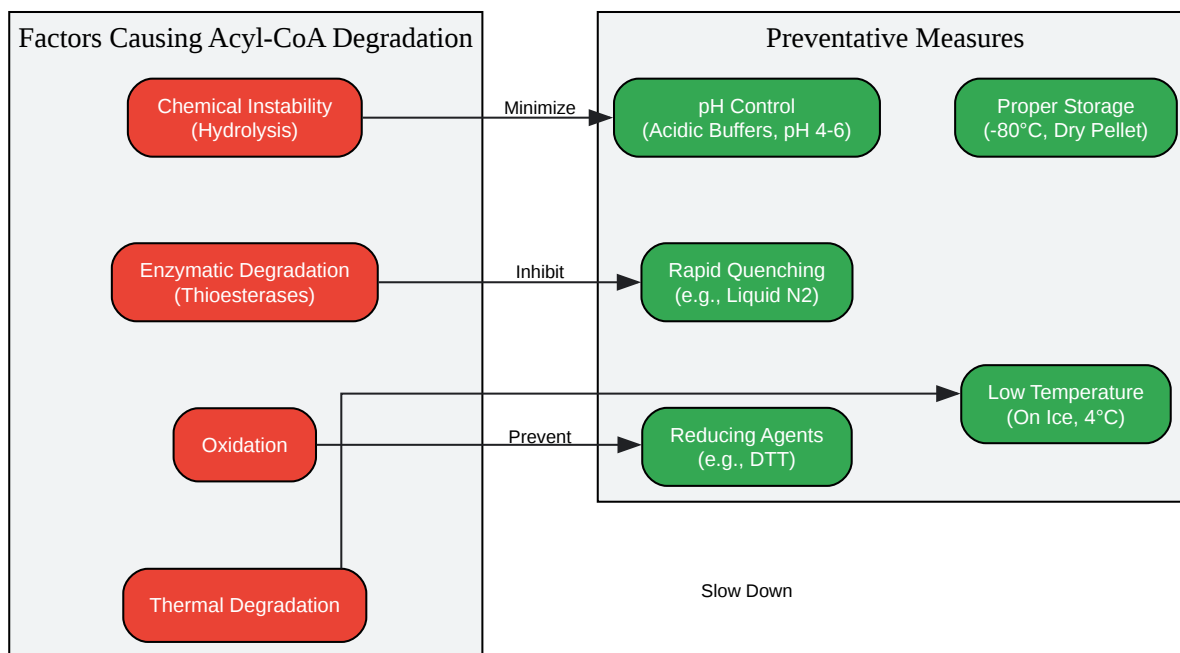 Factors Causing Acyl-CoA Degradation
Preventative Measures
Chemical Instability
(Hydrolysis)
Minimize
pH Control
(Acidic Buffers, pH 4-6)
Proper Storage
(-80°C, Dry Pellet)
Enzymatic Degradation
(Thioesterases)
Inhibit
Rapid Quenching
(e.g., Liquid N2)
Low Temperature
(On Ice, 4°C)
Oxidation
Prevent
Reducing Agents
(e.g., DTT)
Thermal Degradation
Slow Down